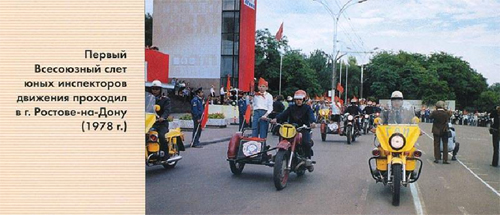 Первый
Всесоюзный слет
юных инспекторов
движения проходил
в г. Ростове-на-Дону
(1978 г.)